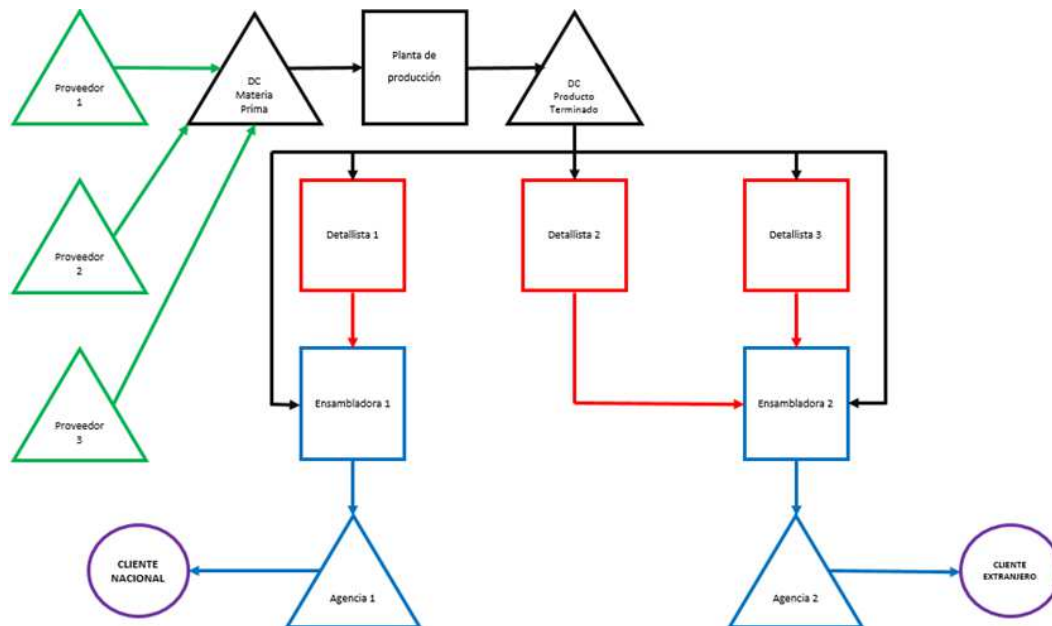 Proveedor
1
DC
Materia
Prima
Planta de
producción
DC
Producto
Terminado
Proveedor
2
Detallista 1
Detallista 2
Detallista 3
Proveedor
3
Ensambladora 1
Ensambladora 2
CLIENTE
NACIONAL
Agencia 1
Agencia 2
CLIENTE
EXTRANJERO